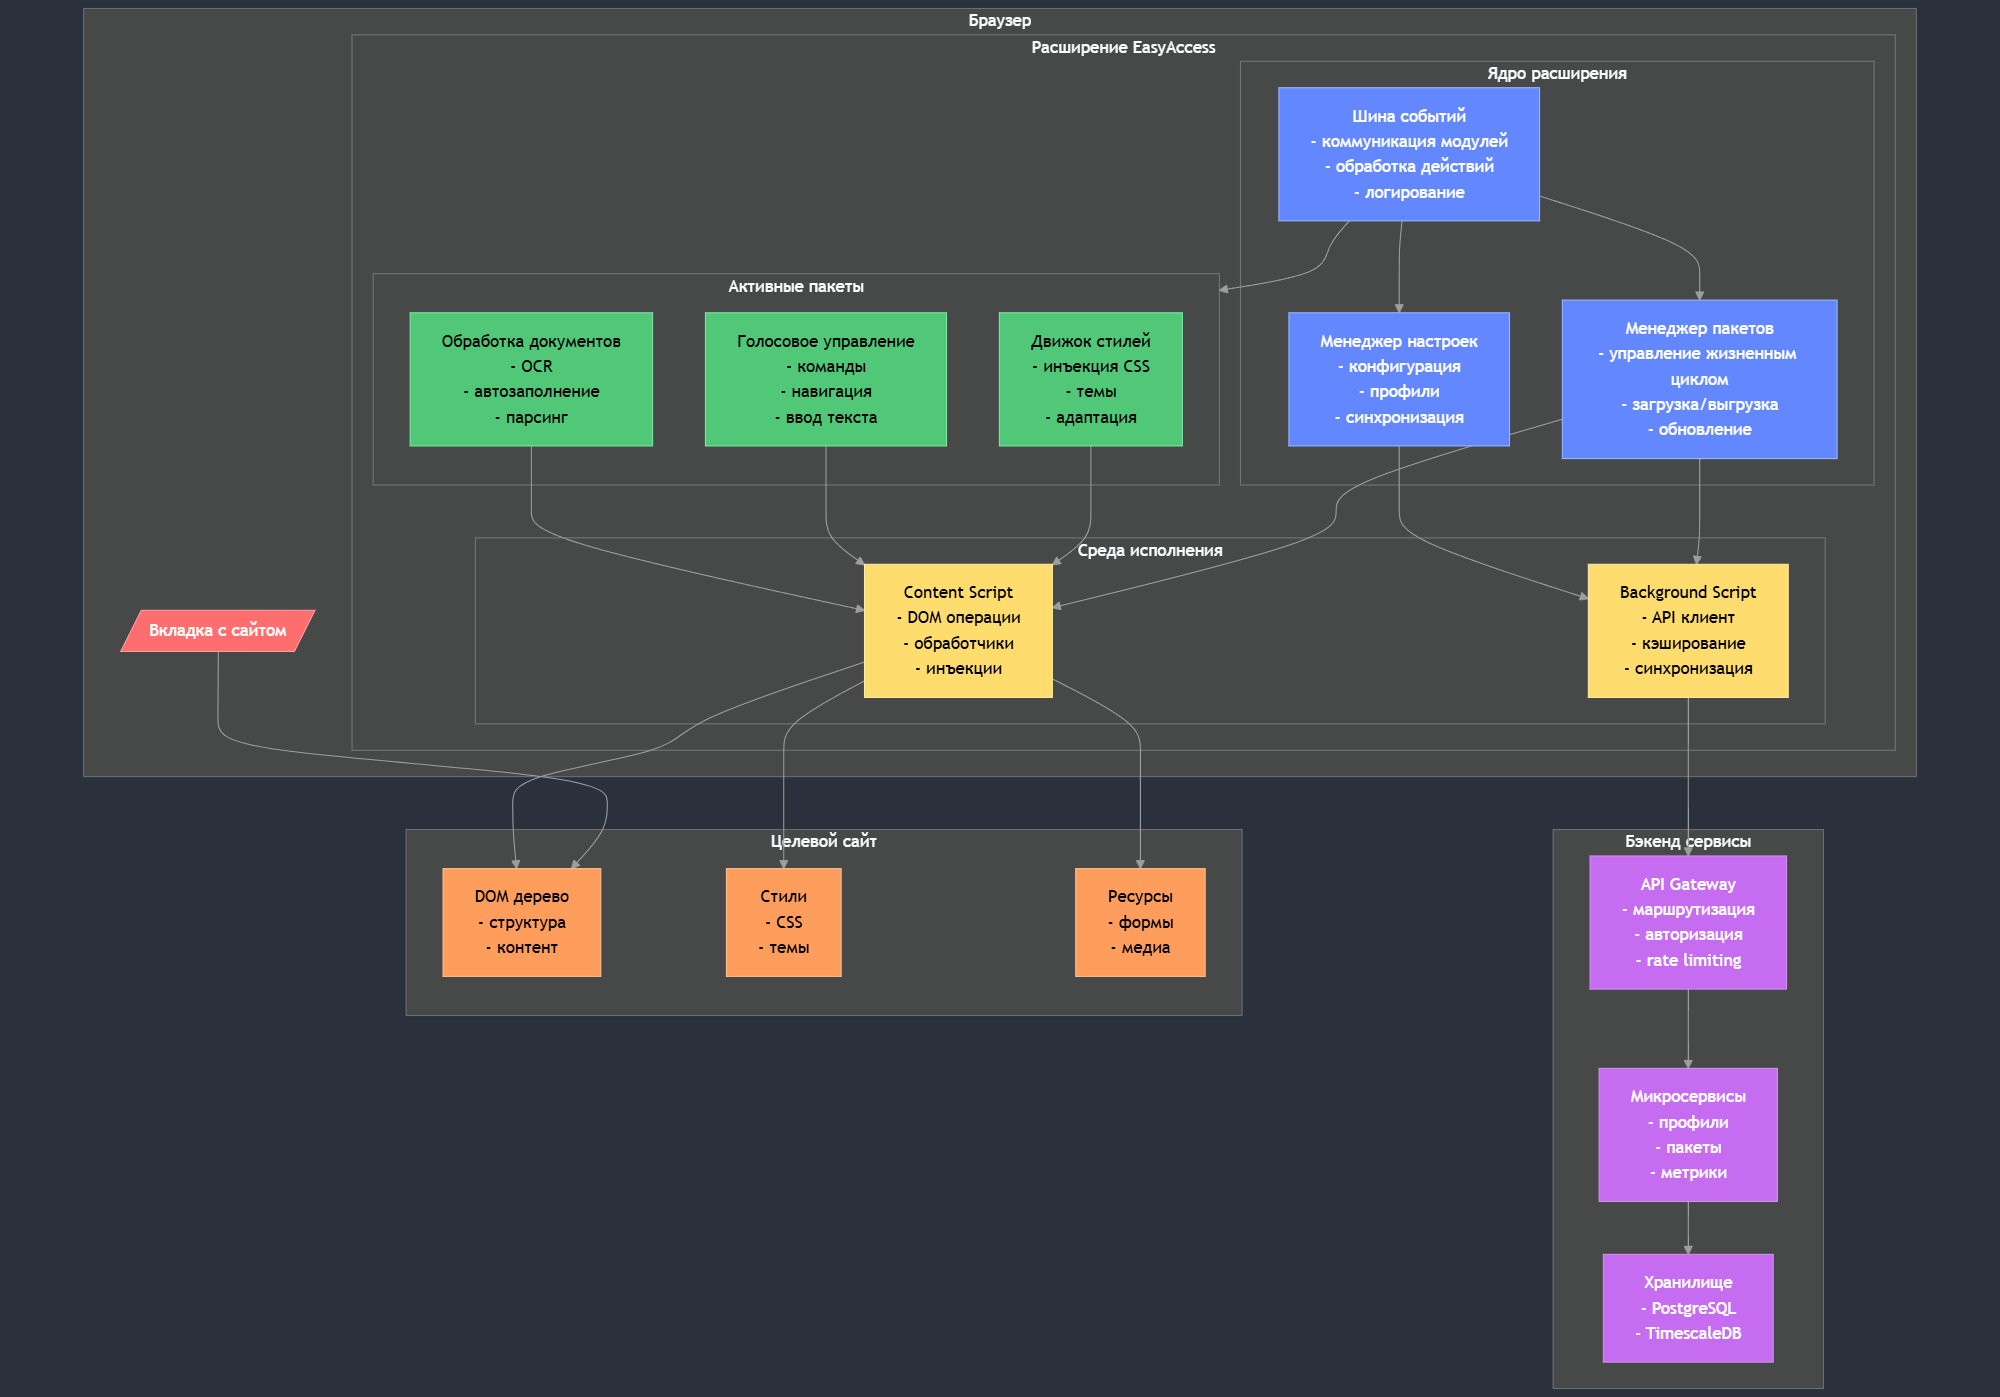 Браузер
Расширение EasyAccess
Ядро расширения
Шина событий
- коммуникация модулей
- обработка действий
- логирование
Активные пакеты
Обработка документов
- OCR
- автозаполнение
- парсинг
Голосовое управление
- команды
- навигация
- ввод текста
Движок стилей
- инъекция CSS
- темы
- адаптация
Менеджер настроек
- конфигурация
- профили
- синхронизация
Менеджер пакетов
- управление жизненным
циклом
- загрузка/выгрузка
- обновление
Среда исполнения
Content Script
- DOM операции
- обработчики
- инъекции
Background Script
- API клиент
- кэширование
- синхронизация
Вкладка с сайтом
Целевой сайт
DOM дерево
- структура
- контент
Стили
- CSS
- темы
Ресурсы
- формы
- медиа
Бэкенд сервисы
API Gateway
- маршрутизация
- авторизация
- rate limiting
Микросервисы
- профили
- пакеты
- метрики
Хранилище
- PostgreSQL
- TimescaleDB